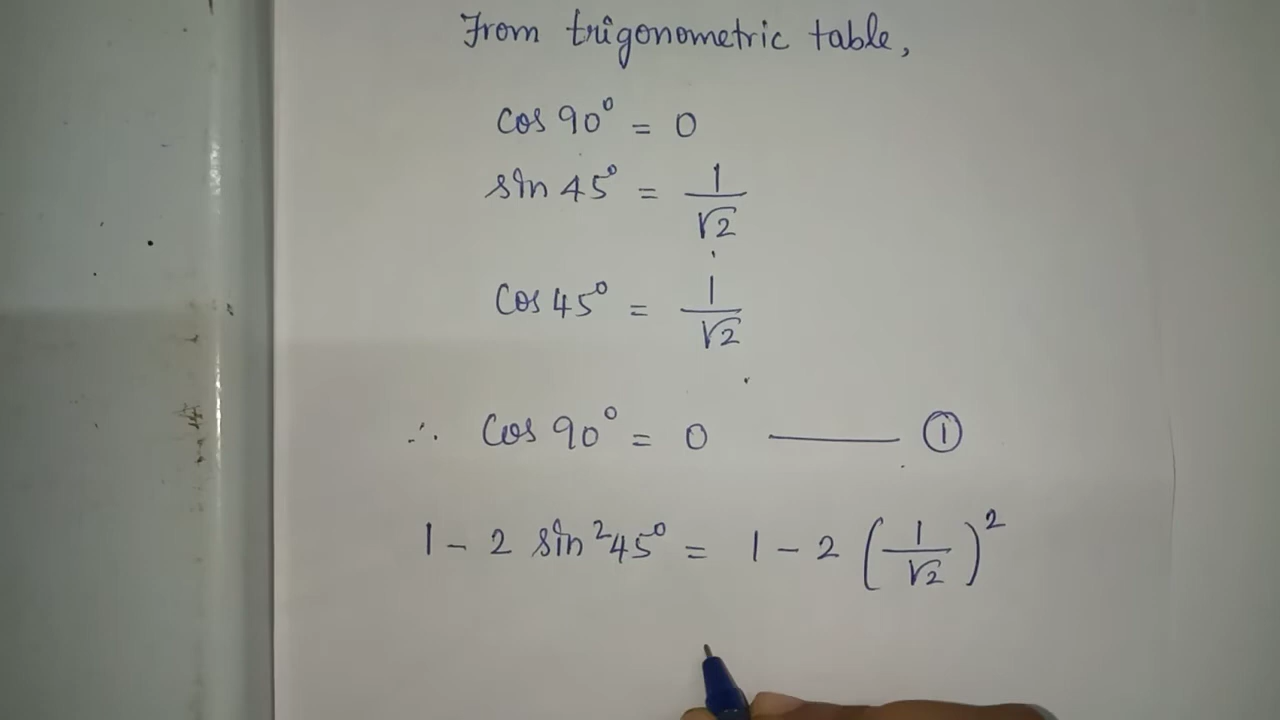 From trigonometric table,
cos 90° = 0
sin 45° = 1/√2
cos 45° = 1/√2
∴ cos 90° = 0 ——— ①
1 - 2 sin²45° = 1 - 2 (1/√2)²